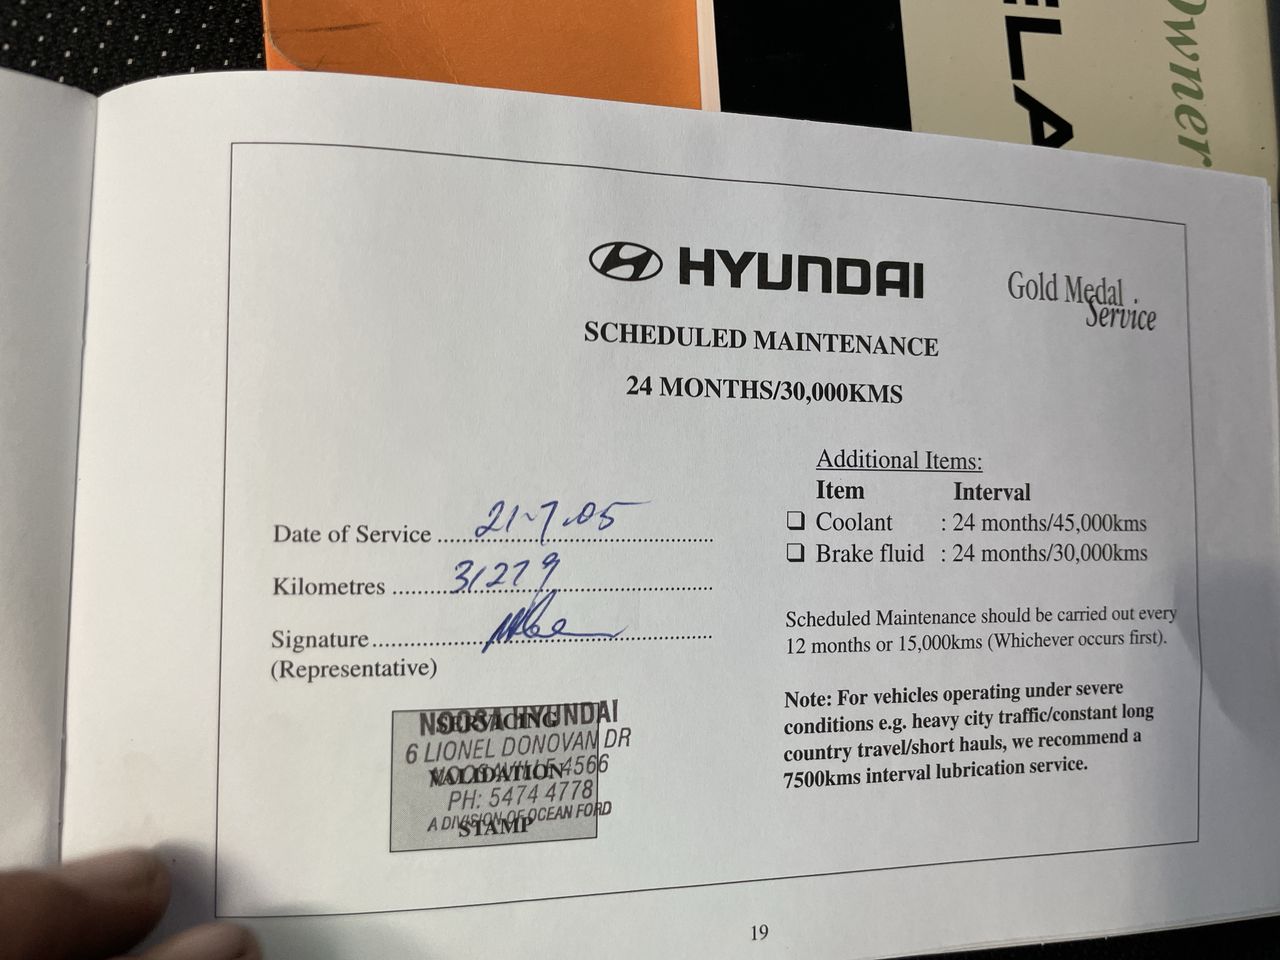 Owner
ELA
HYUNDAI
Gold Medal
Service
SCHEDULED MAINTENANCE
24 MONTHS/30,000KMS
Date of Service 21-7.05
Kilometres 31279
Signature
(Representative)
Additional Items:
Item Interval
❏ Coolant : 24 months/45,000kms
❏ Brake fluid : 24 months/30,000kms
Scheduled Maintenance should be carried out every
12 months or 15,000kms (Whichever occurs first).
Note: For vehicles operating under severe
conditions e.g. heavy city traffic/constant long
country travel/short hauls, we recommend a
7500kms interval lubrication service.
SERVICING
VALIDATION
STAMP
NOOSA HYUNDAI
6 LIONEL DONOVAN DR
NOOSAVILLE 4566
PH: 5474 4778
A DIVISION OF OCEAN FORD
19